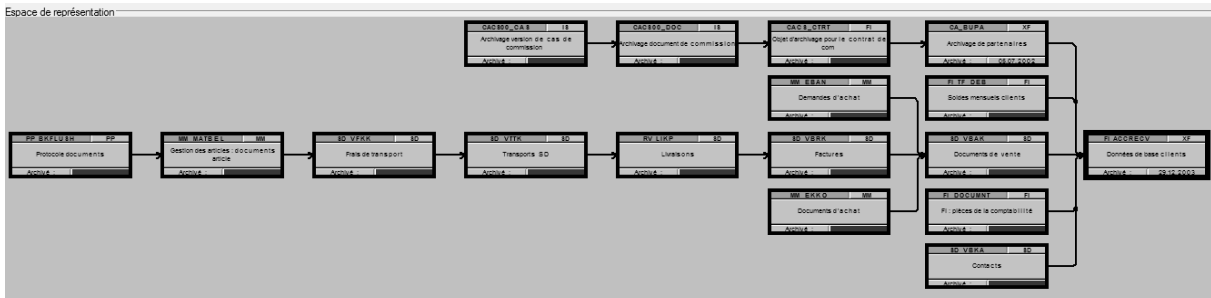 Espace de représentation
CACS00_CAS IS
Archivage version de cas de
commission
Archivé :
CACS00_DOC IS
Archivage document de commission
Archivé :
CACS_CTRT FI
Objet d'archivage pour le contrat de
com
Archivé :
CA_BUPA XF
Archivage de partenaires
Archivé : 05.07.2002
MM_EBAN MM
Demandes d'achat
Archivé :
FI_TF_DEB FI
Soldes mensuels clients
Archivé :
PP_BKFLUSH PP
Protocole documents
Archivé :
MM_MATBEL MM
Gestion des articles : documents
article
Archivé :
SD_VFKK SD
Frais de transport
Archivé :
SD_VTTK SD
Transports SD
Archivé :
RV_LIKP SD
Livraisons
Archivé :
SD_VBRK SD
Factures
Archivé :
SD_VBAK SD
Documents de vente
Archivé :
FI_ACCRECV XF
Données de base clients
Archivé : 29.12.2003
MM_EKKO MM
Documents d'achat
Archivé :
FI_DOCUMNT FI
FI : pièces de la comptabilité
Archivé :
SD_VBKA SD
Contacts
Archivé :